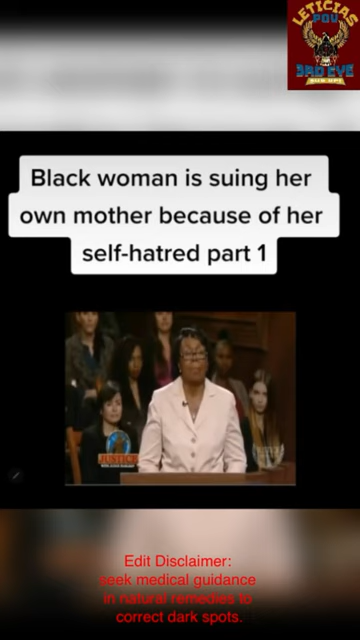 LETICIAS
POV
3RD EYE
Black woman is suing her
own mother because of her
self-hatred part 1
JUSTICE
Edit Disclaimer:
seek medical guidance
in natural remedies to
correct dark spots.